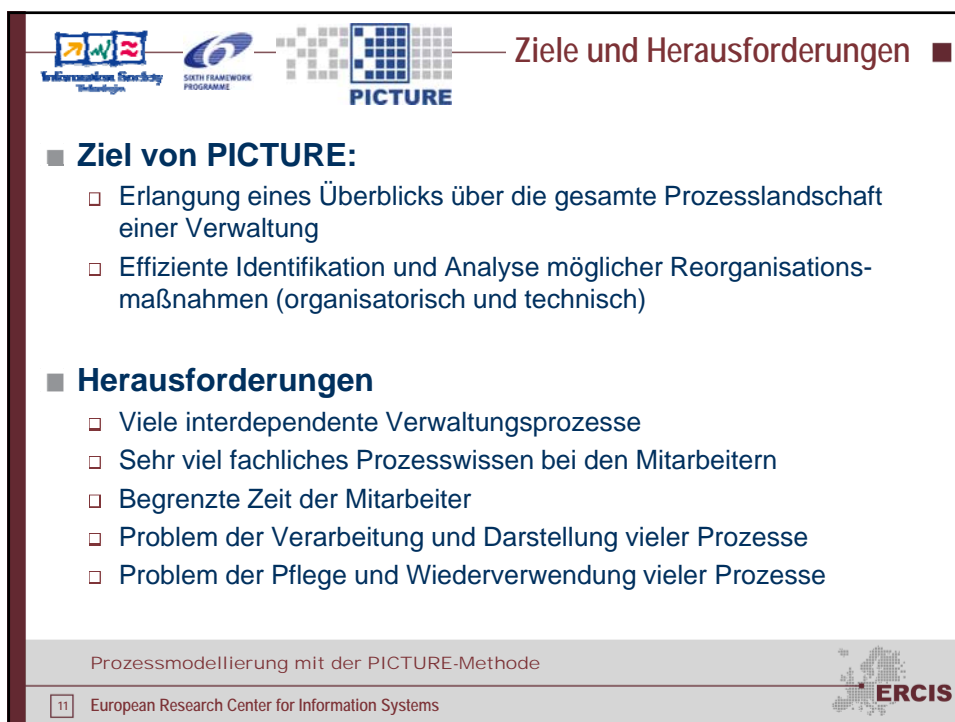 Ziele und Herausforderungen
Information Society
Technologies
SIXTH FRAMEWORK
PROGRAMME
PICTURE
Ziel von PICTURE:
Erlangung eines Überblicks über die gesamte Prozesslandschaft
einer Verwaltung
Effiziente Identifikation und Analyse möglicher Reorganisations-
maßnahmen (organisatorisch und technisch)
Herausforderungen
Viele interdependente Verwaltungsprozesse
Sehr viel fachliches Prozesswissen bei den Mitarbeitern
Begrenzte Zeit der Mitarbeiter
Problem der Verarbeitung und Darstellung vieler Prozesse
Problem der Pflege und Wiederverwendung vieler Prozesse
Prozessmodellierung mit der PICTURE-Methode
11 European Research Center for Information Systems
ERCIS